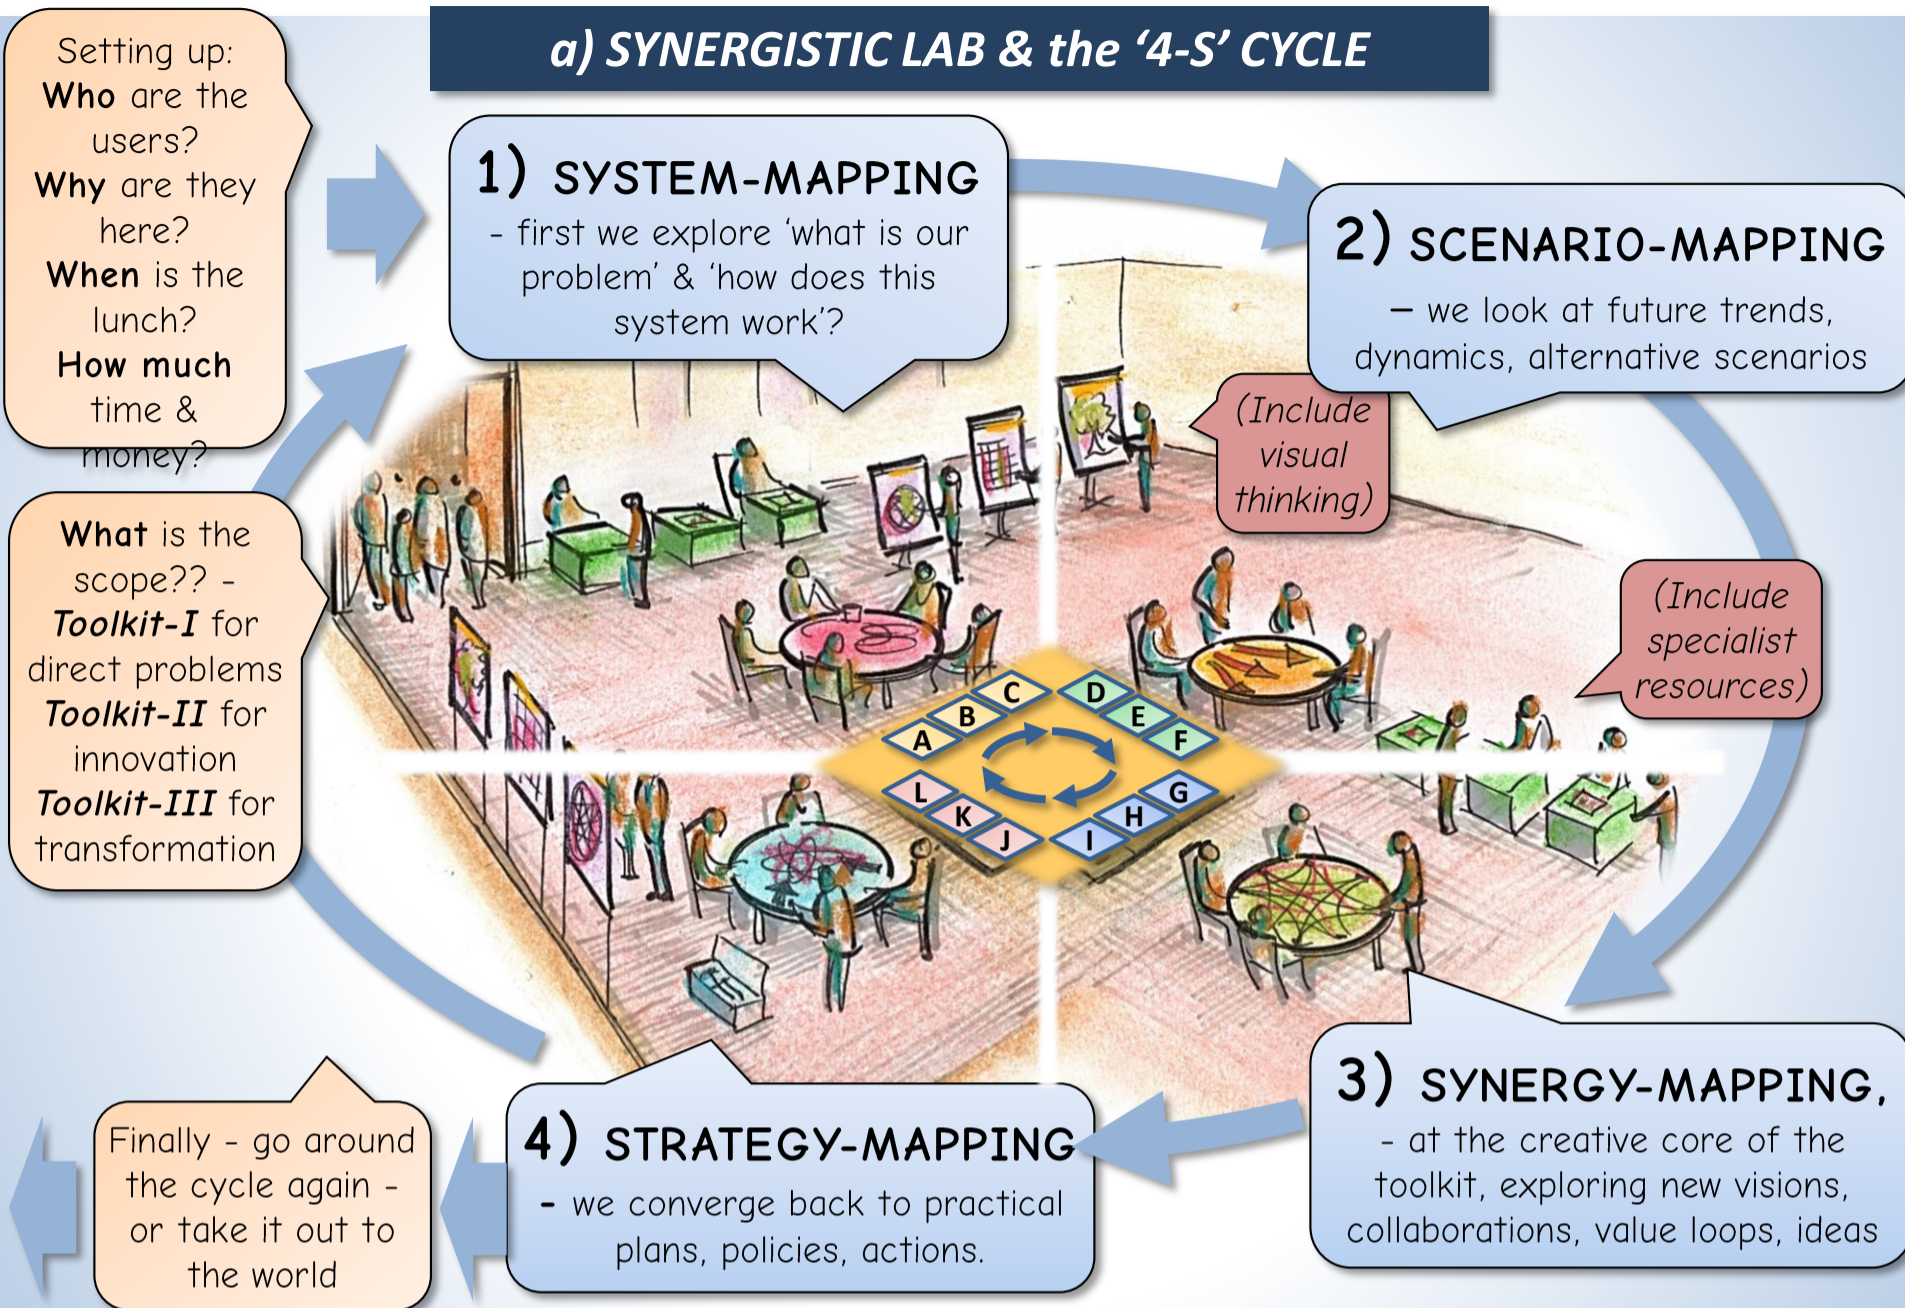 a) SYNERGISTIC LAB & the ‘4-S’ CYCLE
Setting up:
Who are the
users?
Why are they
here?
When is the
lunch?
How much
time &
money?
What is the
scope?? -
Toolkit-I for
direct problems
Toolkit-II for
innovation
Toolkit-III for
transformation
1) SYSTEM-MAPPING
- first we explore ‘what is our
problem’ & ‘how does this
system work’?
2) SCENARIO-MAPPING
– we look at future trends,
dynamics, alternative scenarios
(Include
visual
thinking)
(Include
specialist
resources)
A
B
C
D
E
F
G
H
I
J
K
L
3) SYNERGY-MAPPING,
- at the creative core of the
toolkit, exploring new visions,
collaborations, value loops, ideas
4) STRATEGY-MAPPING
- we converge back to practical
plans, policies, actions.
Finally - go around
the cycle again -
or take it out to
the world